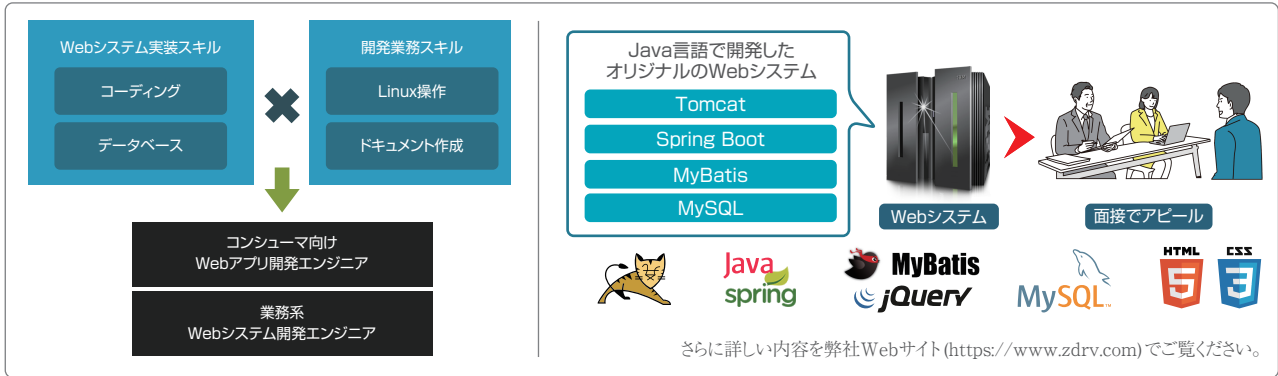 Webシステム実装スキル
コーディング
データベース
開発業務スキル
Linux操作
ドキュメント作成
コンシューマ向け
Webアプリ開発エンジニア
業務系
Webシステム開発エンジニア
Java言語で開発した
オリジナルのWebシステム
Tomcat
Spring Boot
MyBatis
MySQL
Webシステム
面接でアピール
Java
spring
MyBatis
jQuery
MySQL™
HTML
5
CSS
3
さらに詳しい内容を弊社Webサイト(https://www.zdrv.com)でご覧ください。